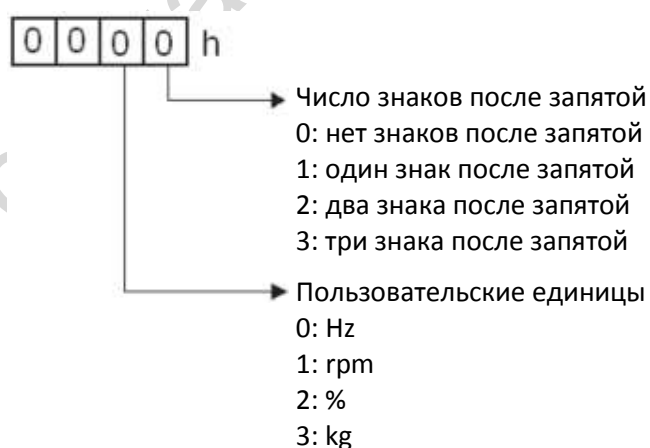 0 0 0 0 h
Число знаков после запятой
0: нет знаков после запятой
1: один знак после запятой
2: два знака после запятой
3: три знака после запятой
Пользовательские единицы
0: Hz
1: rpm
2: %
3: kg